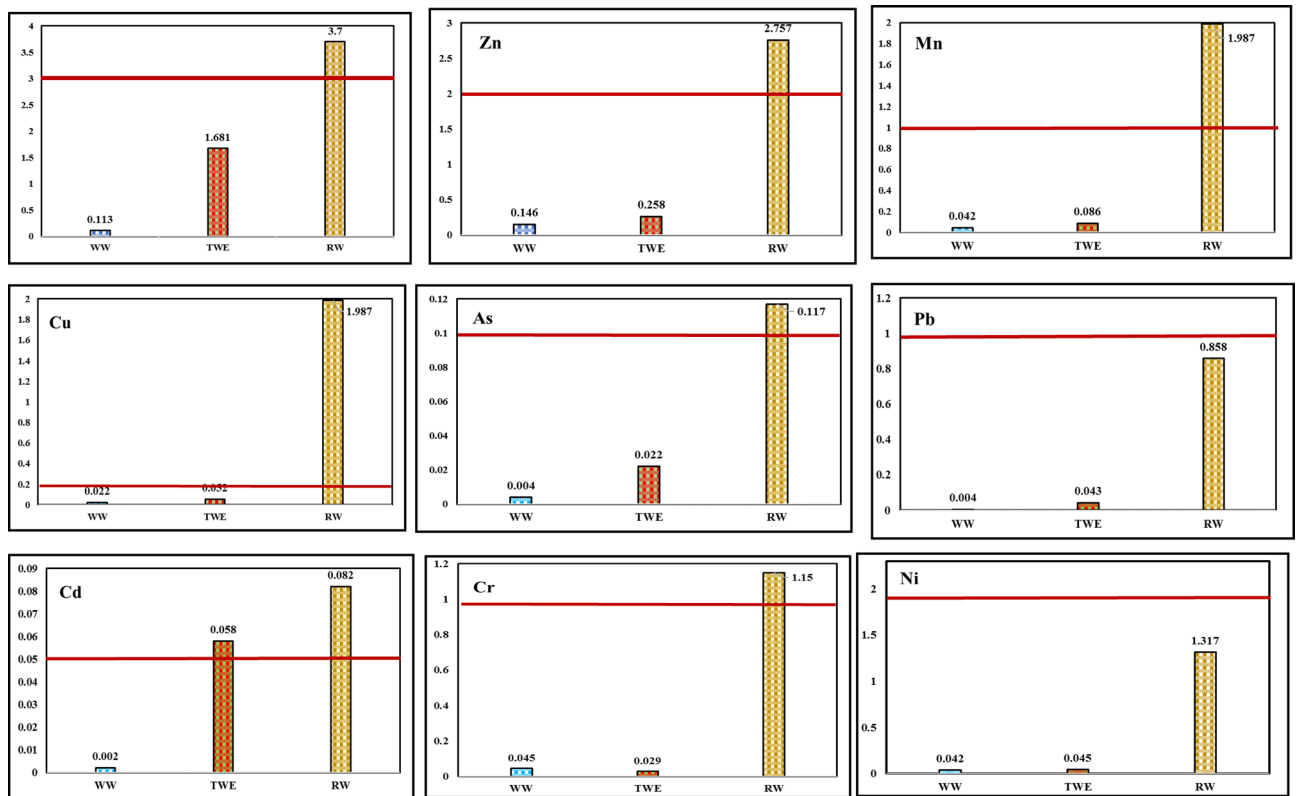 4
3.5
3
2.5
2
1.5
1
0.5
0
0.113
1.681
3.7
WW
TWE
RW
Zn
3
2.5
2
1.5
1
0.5
0
0.146
0.258
2.757
WW
TWE
RW
Mn
2
1.8
1.6
1.4
1.2
1
0.8
0.6
0.4
0.2
0
0.042
0.086
1.987
WW
TWE
RW
Cu
2
1.8
1.6
1.4
1.2
1
0.8
0.6
0.4
0.2
0
0.022
0.052
1.987
WW
TWE
RW
As
0.12
0.1
0.08
0.06
0.04
0.02
0
0.004
0.022
0.117
WW
TWE
RW
Pb
1.2
1
0.8
0.6
0.4
0.2
0
0.004
0.043
0.858
WW
TWE
RW
Cd
0.09
0.08
0.07
0.06
0.05
0.04
0.03
0.02
0.01
0
0.002
0.058
0.082
WW
TWE
RW
Cr
1.2
1
0.8
0.6
0.4
0.2
0
0.045
0.029
1.15
WW
TWE
RW
Ni
2
1.5
1
0.5
0
0.042
0.045
1.317
WW
TWE
RW